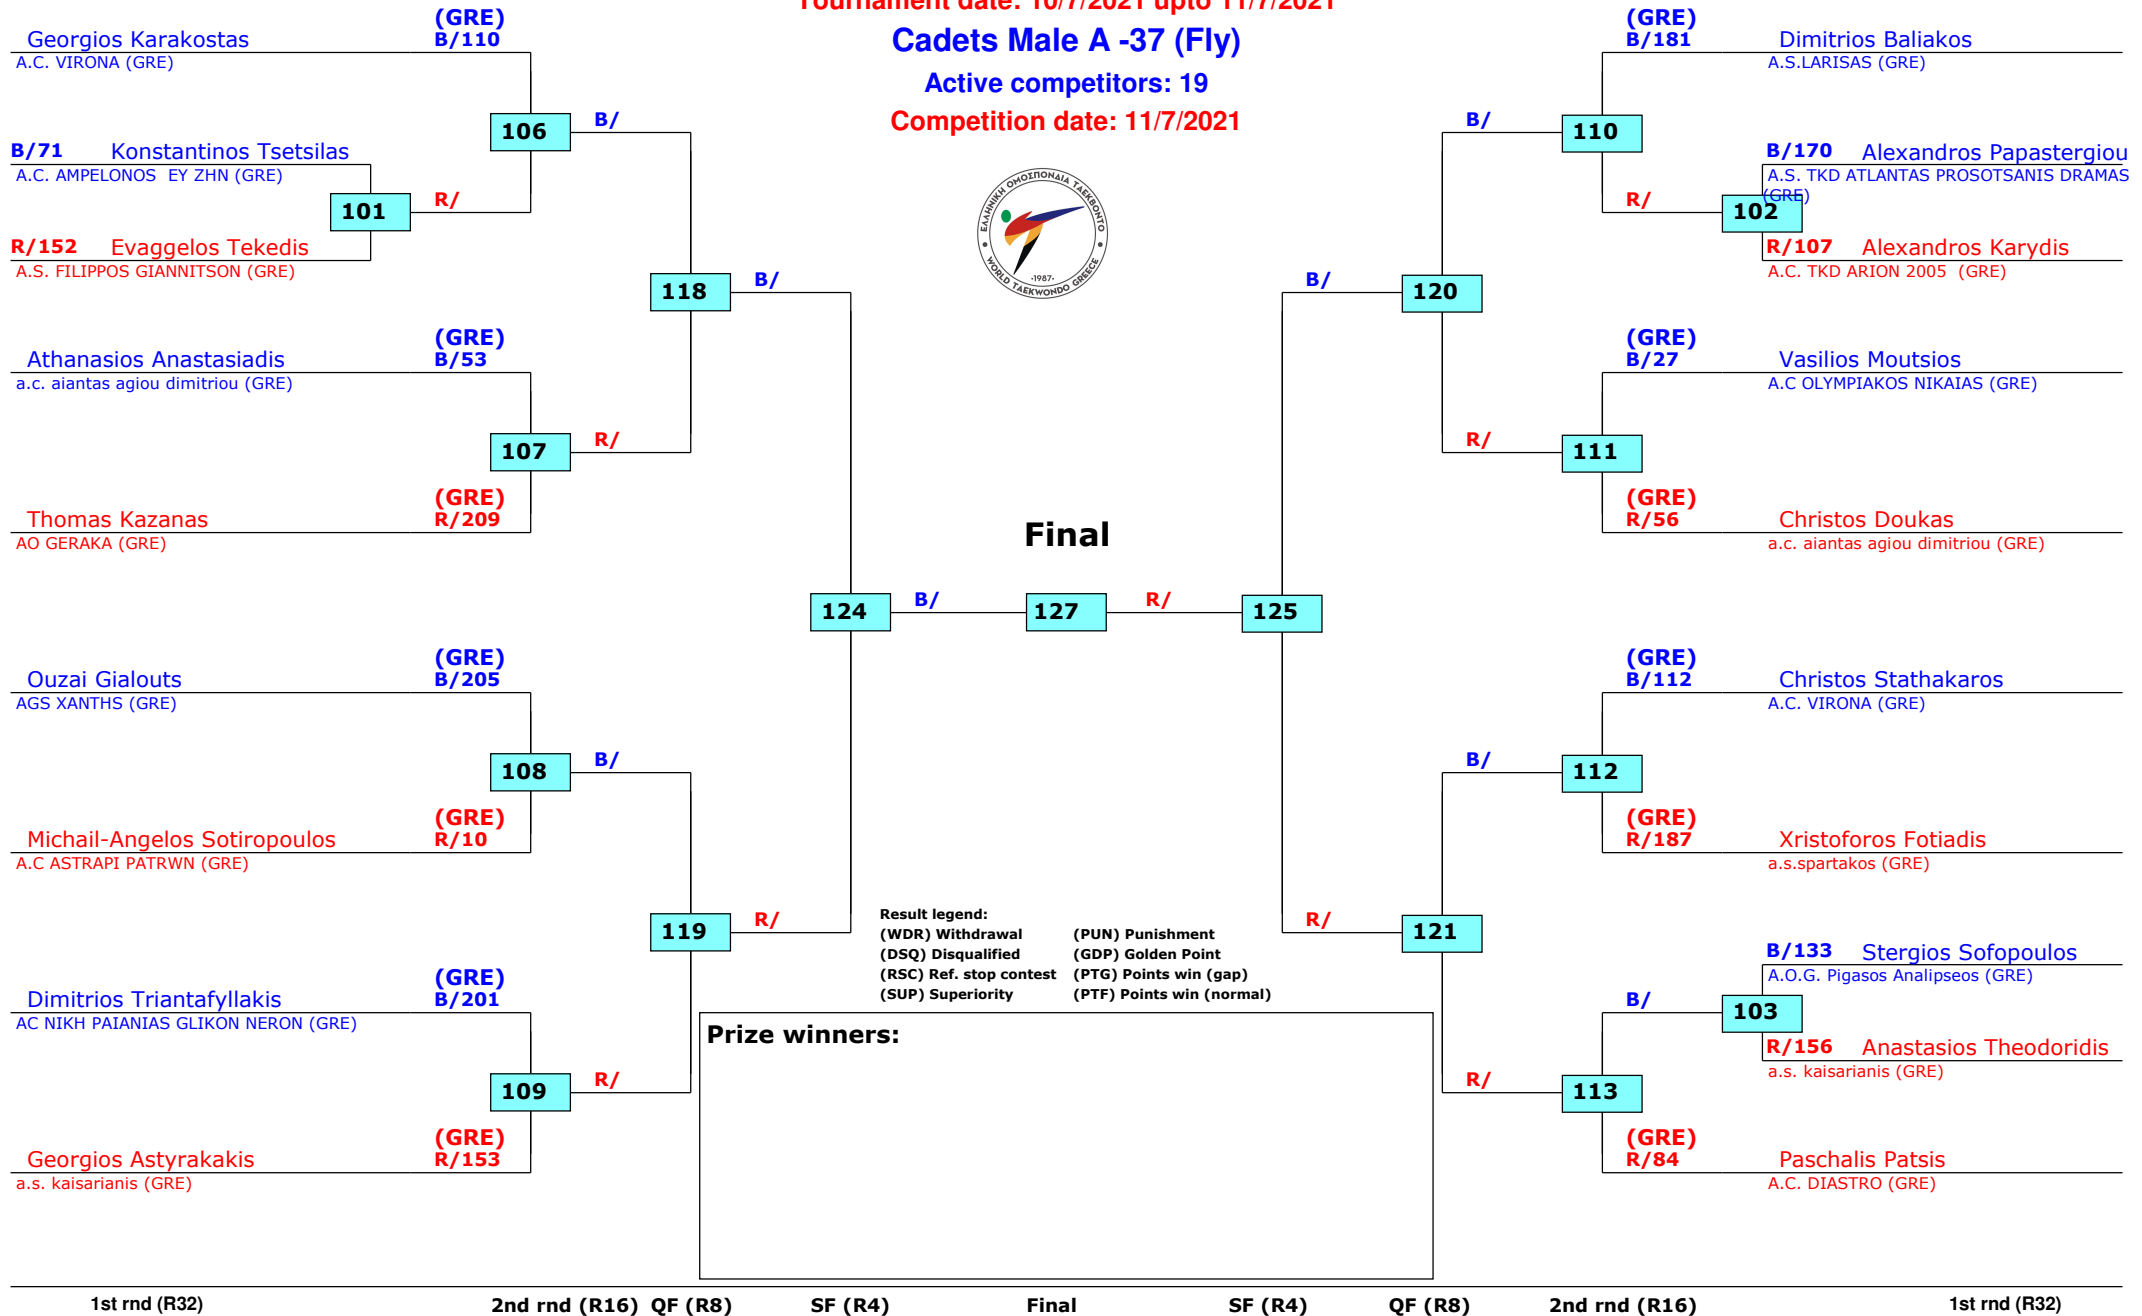 Tournament date: 10/7/2021 upto 11/7/2021
Cadets Male A -37 (Fly)
Active competitors: 19
Competition date: 11/7/2021
ΕΛΛΗΝΙΚΗ ΟΜΟΣΠΟΝΔΙΑ ΤΑΕΚΒΟΝΤΟ
·1987·
WORLD TAEKWONDO GREECE
(GRE)
Georgios Karakostas B/110
A.C. VIRONA (GRE)
106
B/
B/71 Konstantinos Tsetsilas
A.C. AMPELONOS EY ZHN (GRE)
101
R/
R/152 Evaggelos Tekedis
A.S. FILIPPOS GIANNITSON (GRE)
118
B/
(GRE)
Athanasios Anastasiadis B/53
a.c. aiantas agiou dimitriou (GRE)
107
R/
(GRE)
Thomas Kazanas R/209
AO GERAKA (GRE)
124
B/
(GRE)
Ouzai Gialouts B/205
AGS XANTHS (GRE)
108
B/
(GRE)
Michail-Angelos Sotiropoulos R/10
A.C ASTRAPI PATRWN (GRE)
119
R/
(GRE)
Dimitrios Triantafyllakis B/201
AC NIKH PAIANIAS GLIKON NERON (GRE)
109
R/
(GRE)
Georgios Astyrakakis R/153
a.s. kaisarianis (GRE)
Final
127
R/
125
(GRE)
B/181 Dimitrios Baliakos
A.S.LARISAS (GRE)
B/
110
B/170 Alexandros Papastergiou
A.S. TKD ATLANTAS PROSOTSANIS DRAMAS
(GRE)
R/
102
R/107 Alexandros Karydis
A.C. TKD ARION 2005 (GRE)
B/
120
(GRE)
B/27 Vasilios Moutsios
A.C OLYMPIAKOS NIKAIAS (GRE)
R/
111
(GRE)
R/56 Christos Doukas
a.c. aiantas agiou dimitriou (GRE)
(GRE)
B/112 Christos Stathakaros
A.C. VIRONA (GRE)
B/
112
(GRE)
R/187 Xristoforos Fotiadis
a.s.spartakos (GRE)
R/
121
B/133 Stergios Sofopoulos
A.O.G. Pigasos Analipseos (GRE)
B/
103
R/156 Anastasios Theodoridis
a.s. kaisarianis (GRE)
R/
113
(GRE)
R/84 Paschalis Patsis
A.C. DIASTRO (GRE)
Result legend:
(WDR) Withdrawal (PUN) Punishment
(DSQ) Disqualified (GDP) Golden Point
(RSC) Ref. stop contest (PTG) Points win (gap)
(SUP) Superiority (PTF) Points win (normal)
Prize winners:
1st rnd (R32) 2nd rnd (R16) QF (R8) SF (R4) Final SF (R4) QF (R8) 2nd rnd (R16) 1st rnd (R32)